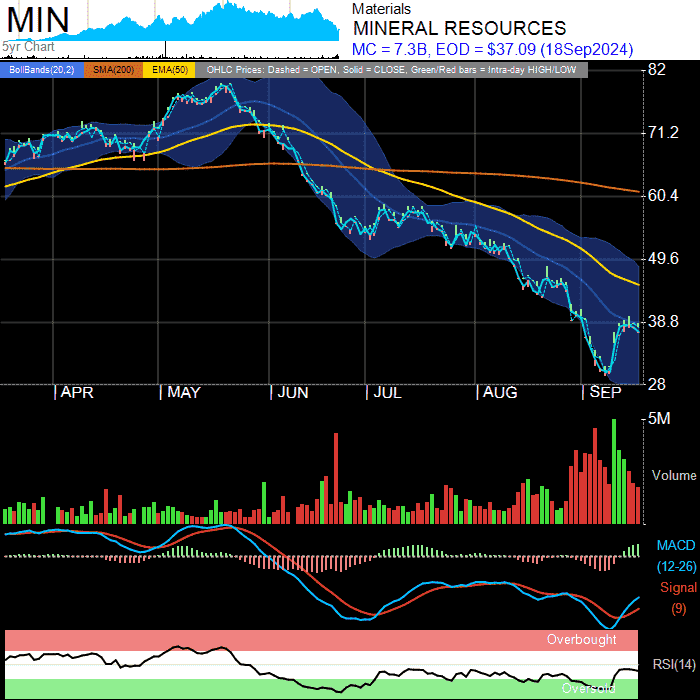 MIN
Materials
MINERAL RESOURCES
5yr Chart
MC = 7.3B, EOD = $37.09 (18Sep2024)
BollBands(20,2) SMA(200) EMA(50) OHLC Prices: Dashed = OPEN, Solid = CLOSE, Green/Red bars = Intra-day HIGH/LOW
82
71.2
60.4
49.6
38.8
28
APR MAY JUN JUL AUG SEP
5M
Volume
MACD
(12-26)
Signal
(9)
Overbought
RSI(14)
Oversold